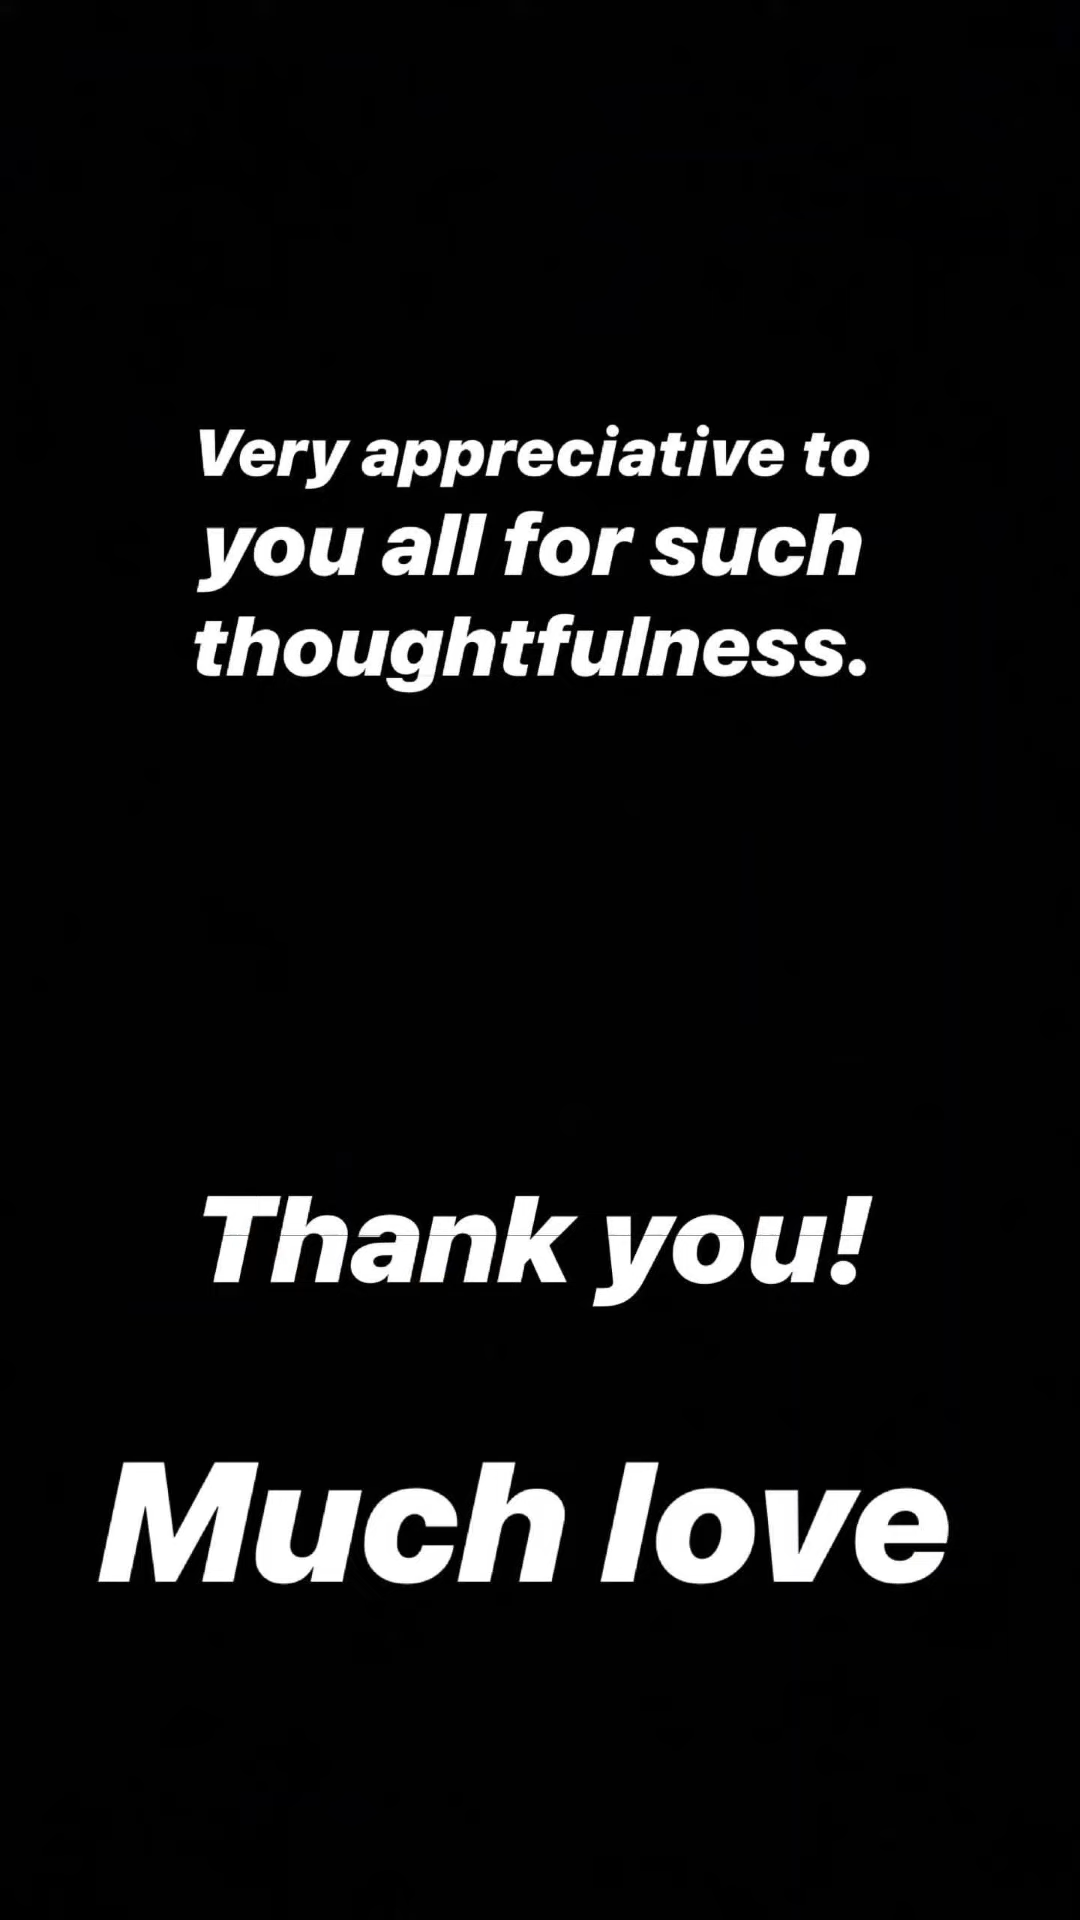 Very appreciative to
you all for such
thoughtfulness.
Thank you!
Much love